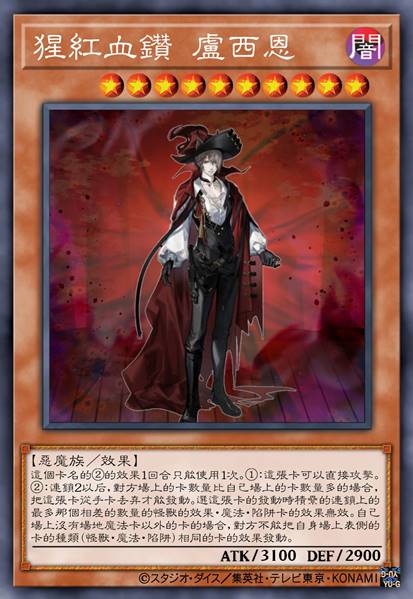 猩紅血鑽 盧西恩
闇
【惡魔族／效果】
這個卡名的②的效果1回合只能使用1次。①：這張卡可以直接攻擊。
②：連鎖2以後，對方場上的卡數量比自己場上的卡數量多的場合，
把這張卡從手卡丟棄才能發動。選這張卡的發動時積疊的連鎖上的
最多那個相差的數量的怪獸的效果・魔法・陷阱卡的效果無效。自己
場上沒有場地魔法卡以外的卡的場合，對方不能把自身場上表側的
卡的種類(怪獸・魔法・陷阱)相同的卡的效果發動。
ATK/3100 DEF/2900
©スタジオ・ダイス／集英社・テレビ東京・KONAMI